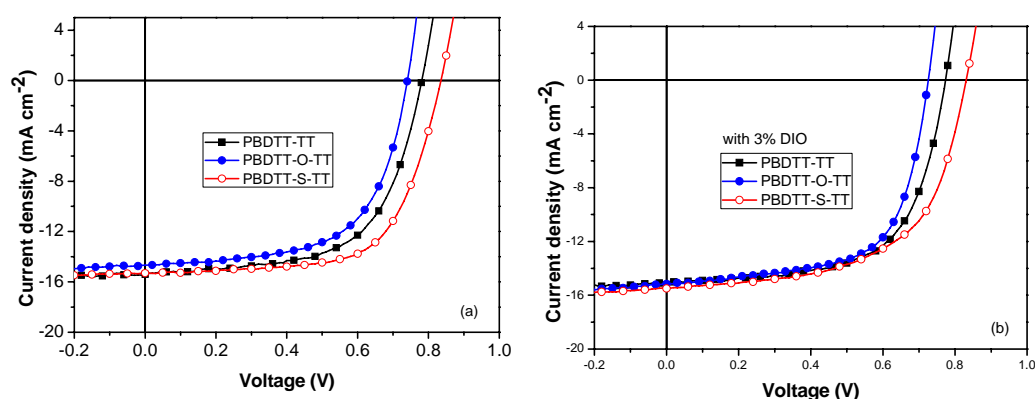 4
0
-4
-8
-12
-16
-20
-0.2 0.0 0.2 0.4 0.6 0.8 1.0
Current density (mA cm-2)
Voltage (V)
PBDTT-TT
PBDTT-O-TT
PBDTT-S-TT
(a)
4
0
-4
-8
-12
-16
-20
-0.2 0.0 0.2 0.4 0.6 0.8 1.0
Current density (mA cm-2)
Voltage (V)
with 3% DIO
PBDTT-TT
PBDTT-O-TT
PBDTT-S-TT
(b)